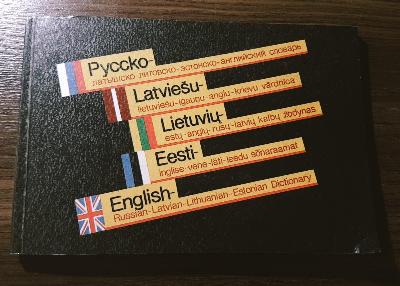 Русско-
латышско-литовско-эстонско-английский словарь
Latviešu-
lietuviešu-igauņu-angļu-krievu vārdnīca
Lietuvių-
estų-anglų-rusų-latvių kalbų žodynas
Eesti-
inglise-vene-läti-leedu sõnaraamat
English-
Russian-Latvian-Lithuanian-Estonian Dictionary